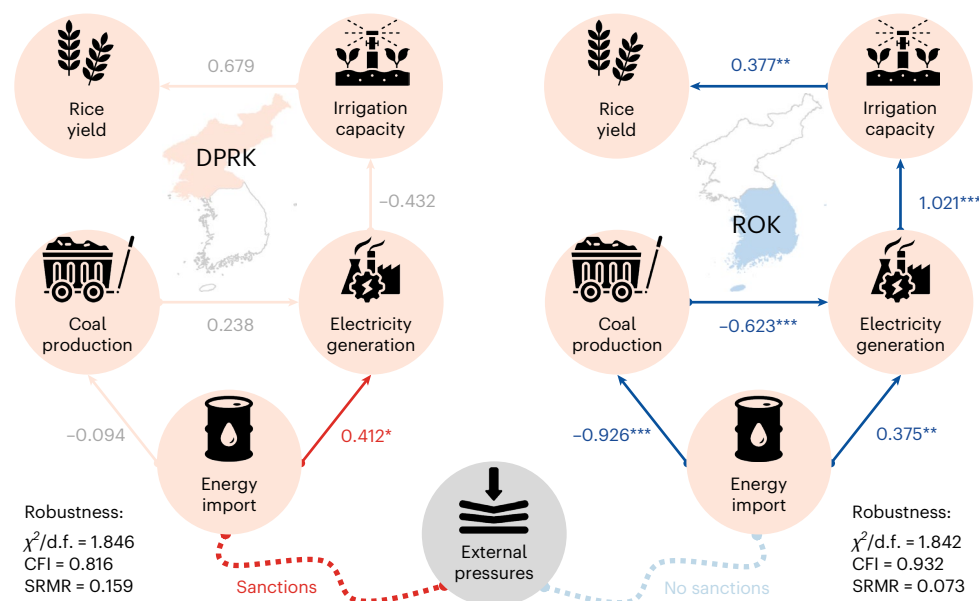 0.679
Rice
yield
Irrigation
capacity
DPRK
−0.432
Coal
production
0.238
Electricity
generation
−0.094
0.412*
Energy
import
Robustness:
χ²/d.f. = 1.846
CFI = 0.816
SRMR = 0.159
Sanctions
External
pressures
No sanctions
0.377**
Rice
yield
Irrigation
capacity
ROK
1.021***
Coal
production
−0.623***
Electricity
generation
−0.926***
0.375**
Energy
import
Robustness:
χ²/d.f. = 1.842
CFI = 0.932
SRMR = 0.073